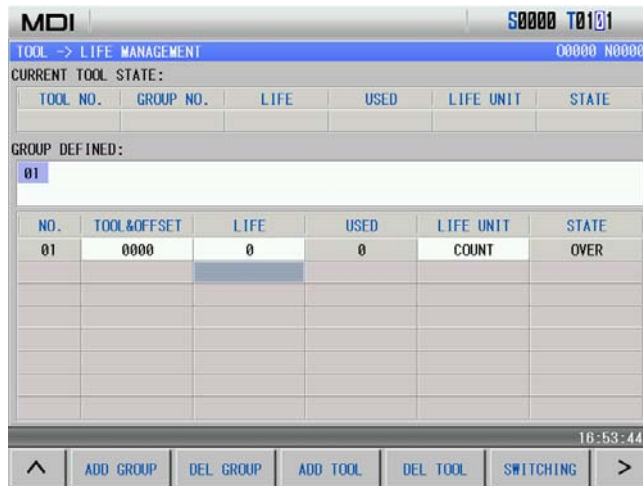 MDI S0000 T0101
TOOL -> LIFE MANAGEMENT O0000 N0000
CURRENT TOOL STATE:
TOOL NO. GROUP NO. LIFE USED LIFE UNIT STATE
GROUP DEFINED:
01
NO. TOOL&OFFSET LIFE USED LIFE UNIT STATE
01 0000 0 0 COUNT OVER
16:53:44
^ ADD GROUP DEL GROUP ADD TOOL DEL TOOL SWITCHING >